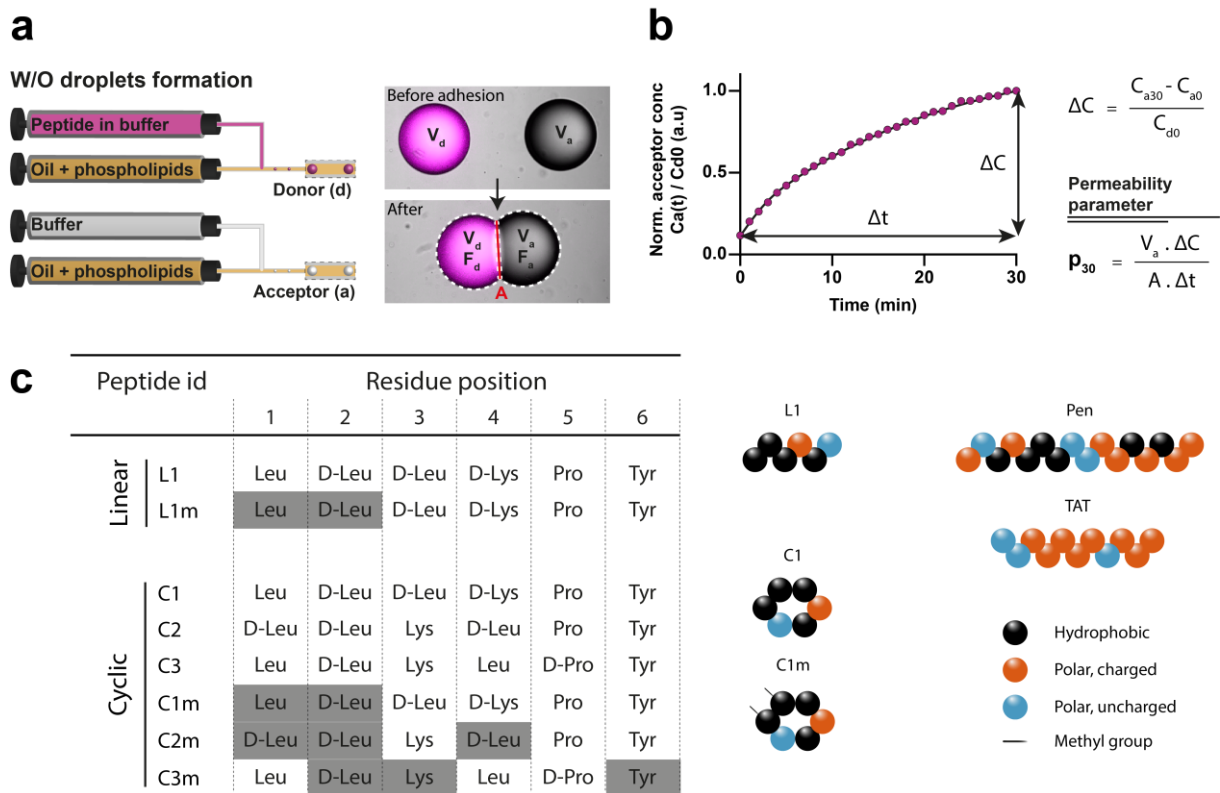 a
W/O droplets formation
Peptide in buffer
Oil + phospholipids
Donor (d)
Buffer
Oil + phospholipids
Acceptor (a)
Before adhesion
Vd
Va
After
Vd
Fd
Va
Fa
A
b
Norm. acceptor conc
Ca(t) / Cd0 (a.u)
1.0
0.5
0.0
ΔC
Δt
0 10 20 30
Time (min)
ΔC = Ca30 - Ca0
Cd0
Permeability
parameter
p30 = Va . ΔC
A . Δt
c
Peptide id Residue position
1 2 3 4 5 6
Linear
L1 Leu D-Leu D-Leu D-Lys Pro Tyr
L1m Leu D-Leu D-Leu D-Lys Pro Tyr
Cyclic
C1 Leu D-Leu D-Leu D-Lys Pro Tyr
C2 D-Leu D-Leu Lys D-Leu Pro Tyr
C3 Leu D-Leu Lys Leu D-Pro Tyr
C1m Leu D-Leu D-Leu D-Lys Pro Tyr
C2m D-Leu D-Leu Lys D-Leu Pro Tyr
C3m Leu D-Leu Lys Leu D-Pro Tyr
L1
Pen
TAT
C1
C1m
Hydrophobic
Polar, charged
Polar, uncharged
Methyl group